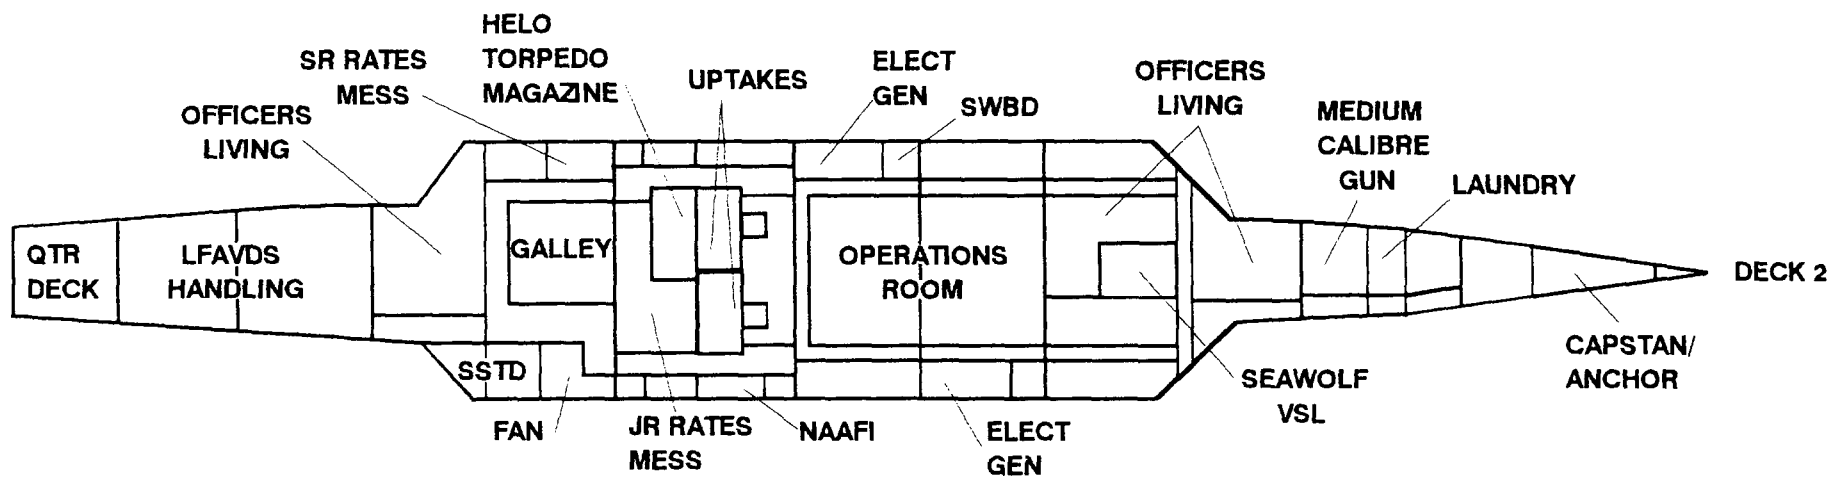 HELO
TORPEDO
MAGAZINE
SR RATES
MESS
UPTAKES
ELECT
GEN
SWBD
OFFICERS
LIVING
MEDIUM
CALIBRE
GUN
LAUNDRY
OFFICERS
LIVING
QTR
DECK
LFAVDS
HANDLING
GALLEY
OPERATIONS
ROOM
DECK 2
SSTD
FAN
JR RATES
MESS
NAAFI
ELECT
GEN
SEAWOLF
VSL
CAPSTAN/
ANCHOR